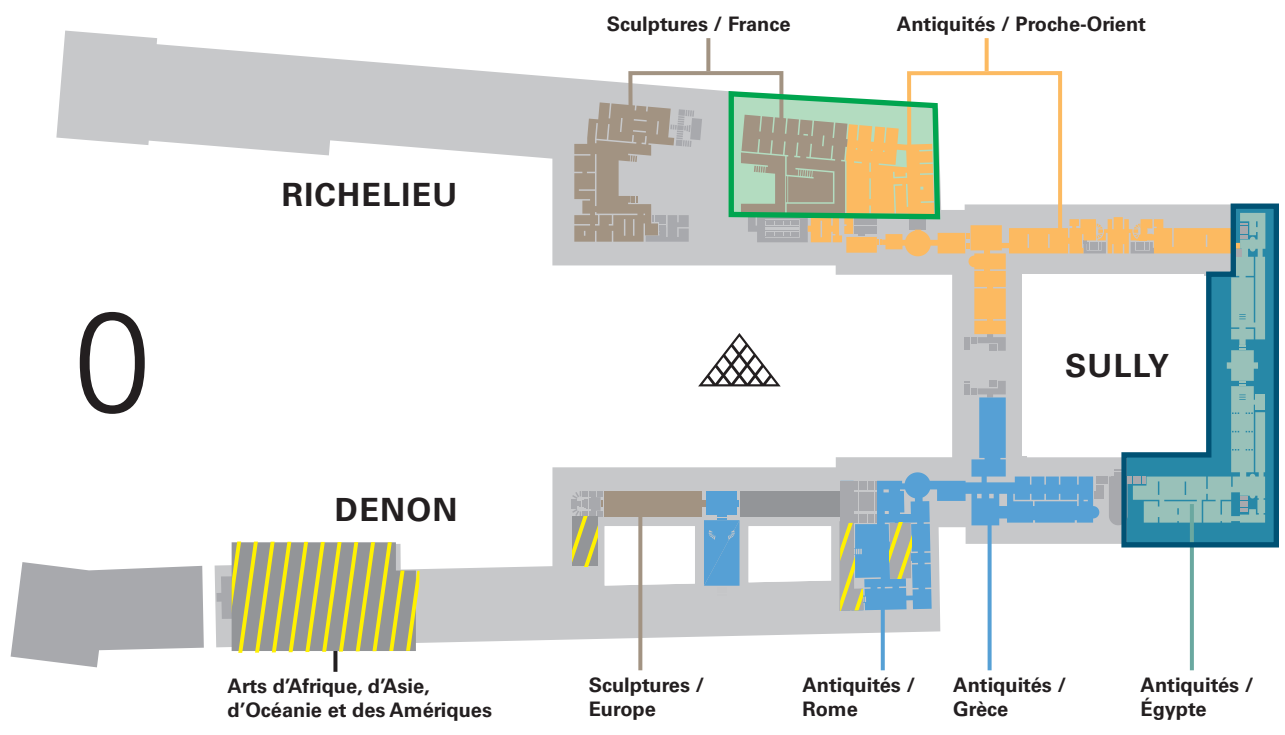 Sculptures / France
Antiquités / Proche-Orient
RICHELIEU
0
SULLY
DENON
Arts d'Afrique, d'Asie,
d'Océanie et des Amériques
Sculptures /
Europe
Antiquités /
Rome
Antiquités /
Grèce
Antiquités /
Égypte